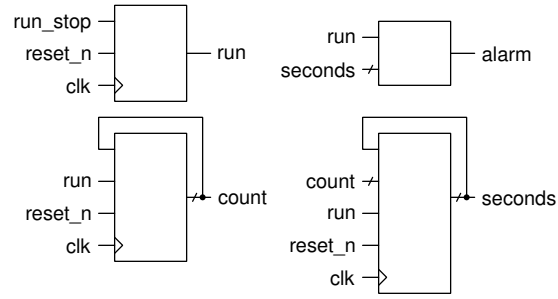 run_stop
reset_n
clk
run
run
seconds
alarm
run
reset_n
clk
count
count
run
reset_n
clk
seconds